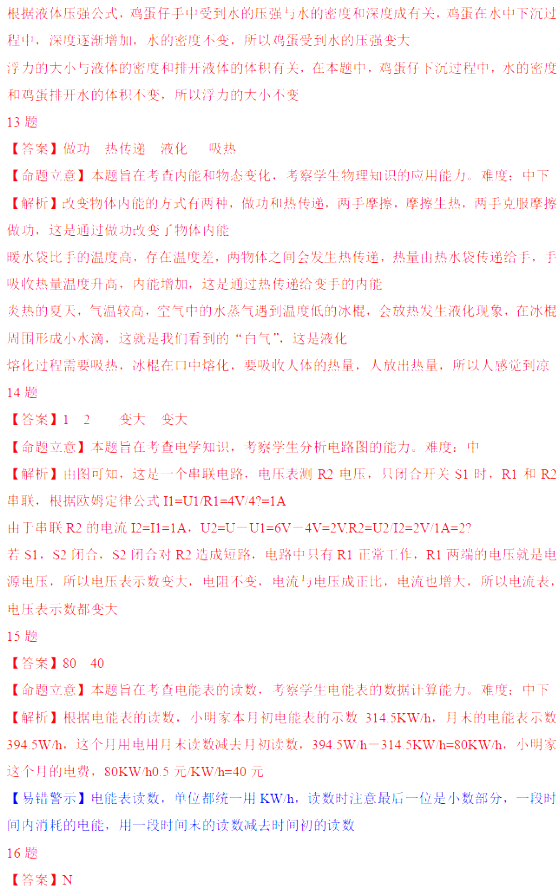 根据液体压强公式，鸡蛋仔手中受到水的压强与水的密度和深度成有关，鸡蛋在水中下沉过
程中，深度逐渐增加，水的密度不变，所以鸡蛋受到水的压强变大
浮力的大小与液体的密度和排开液体的体积有关，在本题中，鸡蛋仔下沉过程中，水的密度
和鸡蛋排开水的体积不变，所以浮力的大小不变
13 题
【答案】做功 热传递 液化 吸热
【命题立意】本题旨在考查内能和物态变化，考察学生物理知识的应用能力。难度：中下
【解析】改变物体内能的方式有两种，做功和热传递，两手摩擦，摩擦生热，两手克服摩擦
做功，这是通过做功改变了物体内能
暖水袋比手的温度高，存在温度差，两物体之间会发生热传递，热量由热水袋传递给手，手
吸收热量温度升高，内能增加，这是通过热传递给变手的内能
炎热的夏天，气温较高，空气中的水蒸气遇到温度低的冰棍，会放热发生液化现象，在冰棍
周围形成小水滴，这就是我们看到的“白气”，这是液化
熔化过程需要吸热，冰棍在口中熔化，要吸收人体的热量，人放出热量，所以人感觉到凉
14 题
【答案】1 2 变大 变大
【命题立意】本题旨在考查电学知识，考察学生分析电路图的能力。难度：中
【解析】由图可知，这是一个串联电路，电压表测 R2 电压，只闭合开关 S1 时，R1 和 R2
串联，根据欧姆定律公式 I1=U1/R1=4V/4?=1A
由于串联 R2 的电流 I2=I1=1A，U2=U－U1=6V－4V=2V.R2=U2/I2=2V/1A=2?
若 S1，S2 闭合，S2 闭合对 R2 造成短路，电路中只有 R1 正常工作，R1 两端的电压就是电
源电压，所以电压表示数变大，电阻不变，电流与电压成正比，电流也增大，所以电流表，
电压表示数都变大
15 题
【答案】80 40
【命题立意】本题旨在考查电能表的读数，考察学生电能表的数据计算能力。难度：中下
【解析】根据电能表的读数，小明家本月初电能表的示数 314.5KW/h，月末的电能表示数
394.5W/h，这个月用电用月末读数减去月初读数，394.5W/h－314.5KW/h=80KW/h，小明家
这个月的电费，80KW/h0.5 元/KW/h=40 元
【易错警示】电能表读数，单位都统一用 KW/h，读数时注意最后一位是小数部分，一段时
间内消耗的电能，用一段时间末的读数减去时间初的读数
16 题
【答案】N